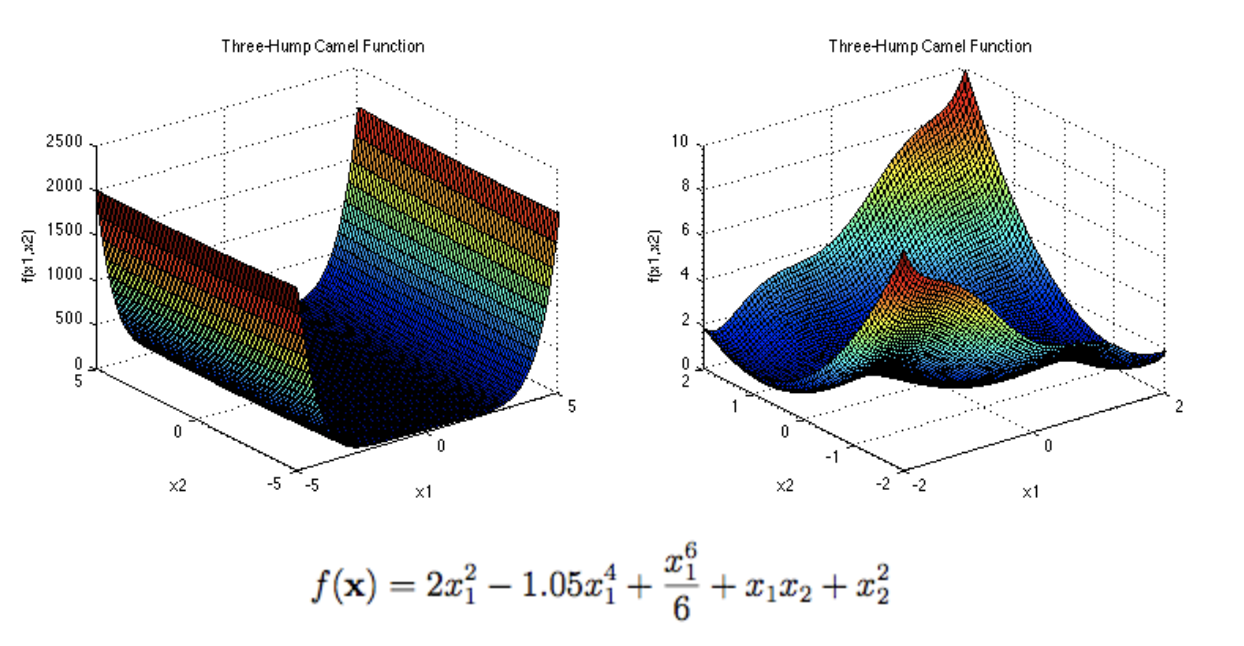 Three-Hump Camel Function
2500
2000
1500
1000
500
0
f(x1,x2)
5
0
-5
x2
-5
0
5
x1
Three-Hump Camel Function
10
8
6
4
2
0
f(x1,x2)
2
1
0
-1
-2
x2
-2
0
2
x1
f(𝐱) = 2x₁² − 1.05x₁⁴ + x₁⁶/6 + x₁x₂ + x₂²